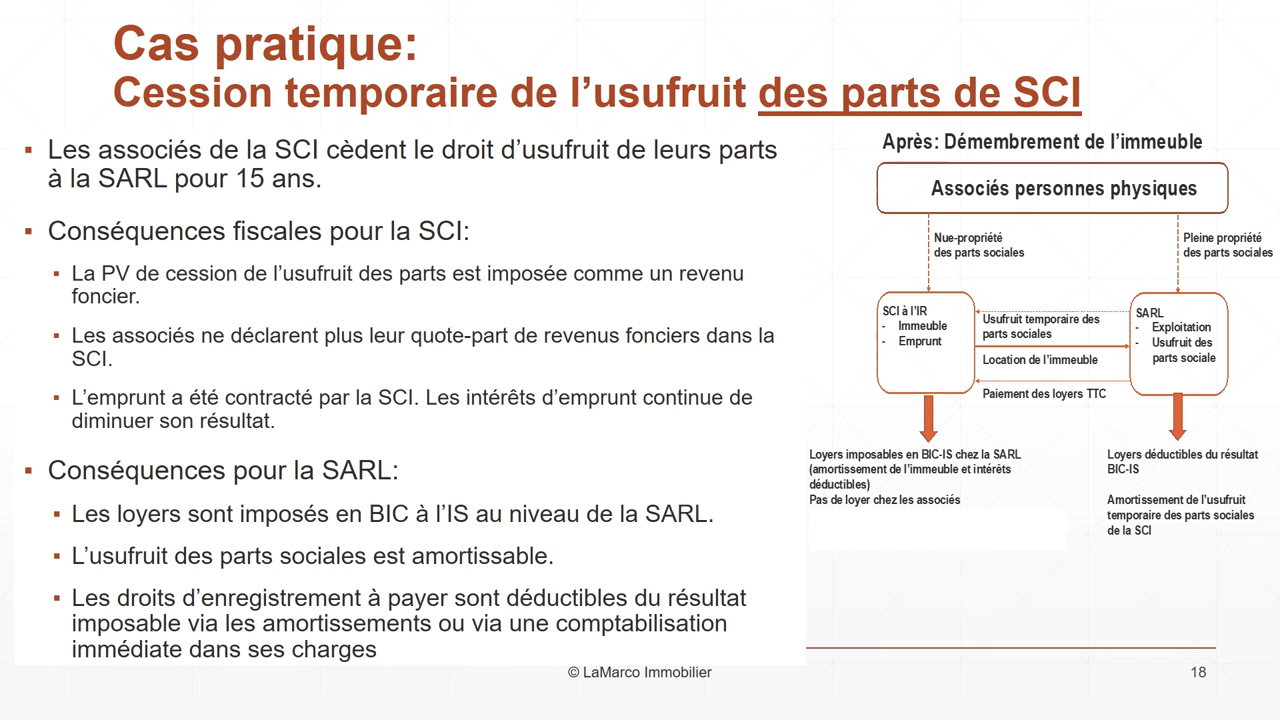 Cas pratique:
Cession temporaire de l’usufruit des parts de SCI
▪ Les associés de la SCI cèdent le droit d’usufruit de leurs parts
à la SARL pour 15 ans.
▪ Conséquences fiscales pour la SCI:
▪ La PV de cession de l’usufruit des parts est imposée comme un revenu
foncier.
▪ Les associés ne déclarent plus leur quote-part de revenus fonciers dans la
SCI.
▪ L’emprunt a été contracté par la SCI. Les intérêts d’emprunt continue de
diminuer son résultat.
▪ Conséquences pour la SARL:
▪ Les loyers sont imposés en BIC à l’IS au niveau de la SARL.
▪ L’usufruit des parts sociales est amortissable.
▪ Les droits d’enregistrement à payer sont déductibles du résultat
imposable via les amortissements ou via une comptabilisation
immédiate dans ses charges
Après: Démembrement de l’immeuble
Associés personnes physiques
Nue-propriété
des parts sociales
Pleine propriété
des parts sociales
SCI à l’IR
- Immeuble
- Emprunt
Usufruit temporaire des
parts sociales
Location de l’immeuble
Paiement des loyers TTC
SARL
- Exploitation
- Usufruit des
parts sociale
Loyers imposables en BIC-IS chez la SARL
(amortissement de l’immeuble et intérêts
déductibles)
Pas de loyer chez les associés
Loyers déductibles du résultat
BIC-IS
Amortissement de l’usufruit
temporaire des parts sociales
de la SCI
© LaMarco Immobilier
18